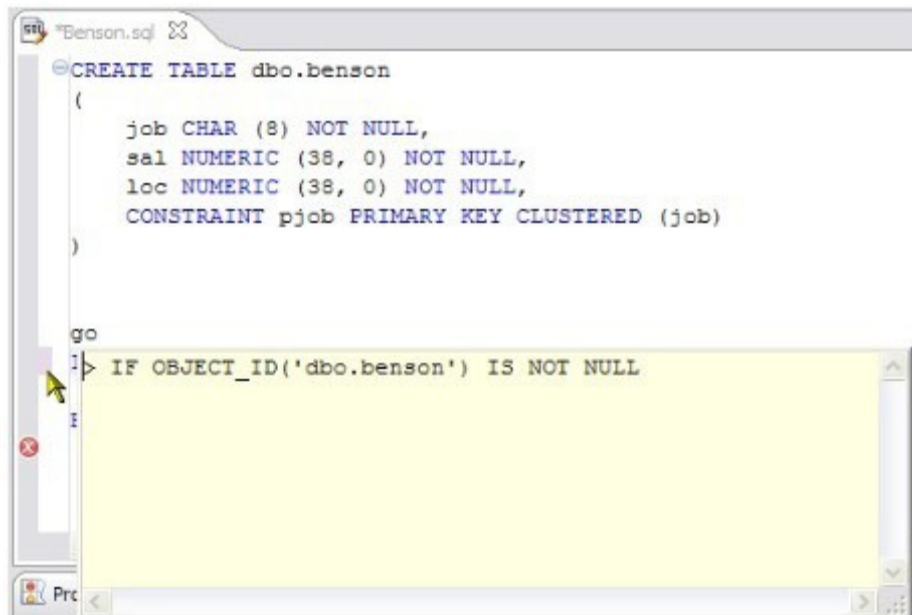 *Benson.sql
CREATE TABLE dbo.benson
(
job CHAR (8) NOT NULL,
sal NUMERIC (38, 0) NOT NULL,
loc NUMERIC (38, 0) NOT NULL,
CONSTRAINT pjob PRIMARY KEY CLUSTERED (job)
)
go
> IF OBJECT_ID('dbo.benson') IS NOT NULL